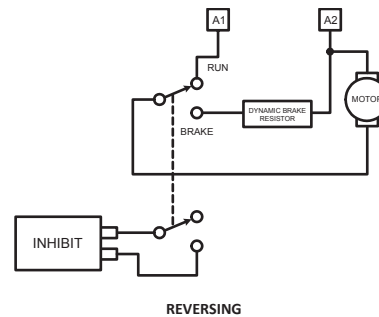 A1
A2
RUN
BRAKE
DYNAMIC BRAKE
RESISTOR
MOTOR
INHIBIT
REVERSING